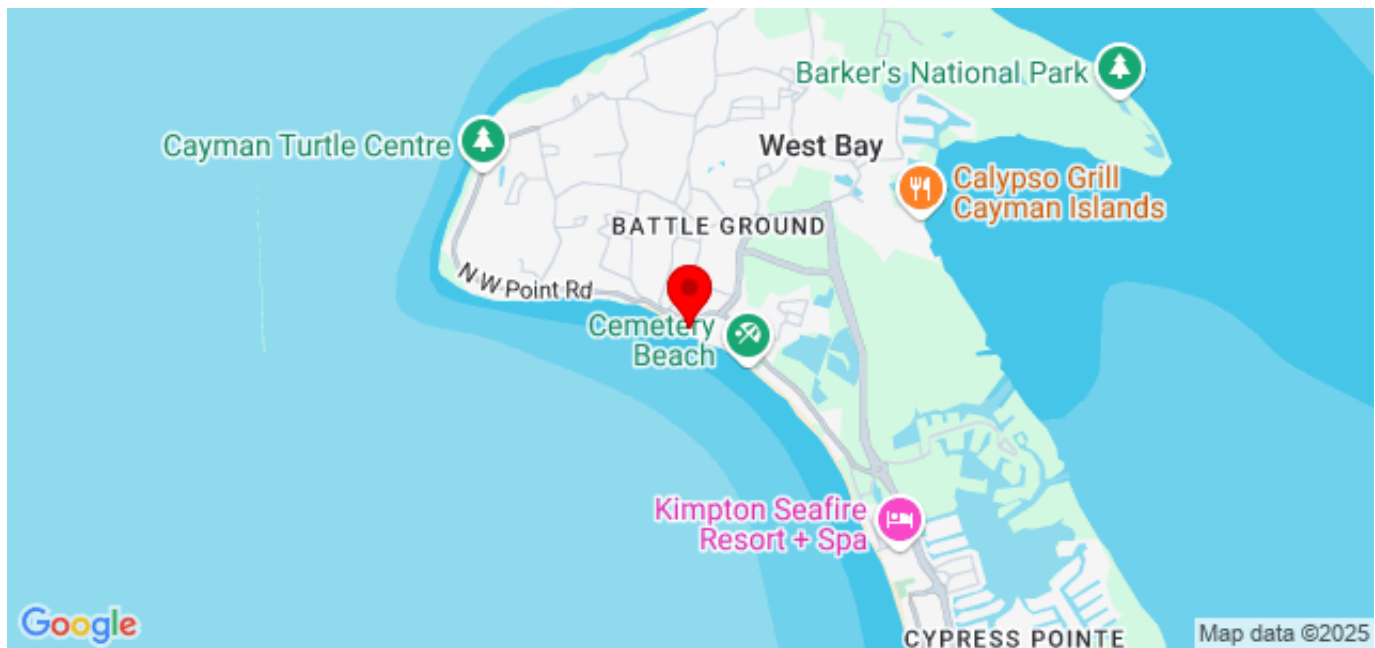 Barker's National Park
Cayman Turtle Centre
West Bay
Calypso Grill
Cayman Islands
BATTLE GROUND
N W Point Rd
Cemetery
Beach
Kimpton Seafire
Resort + Spa
CYPRESS POINTE
Google
Map data ©2025